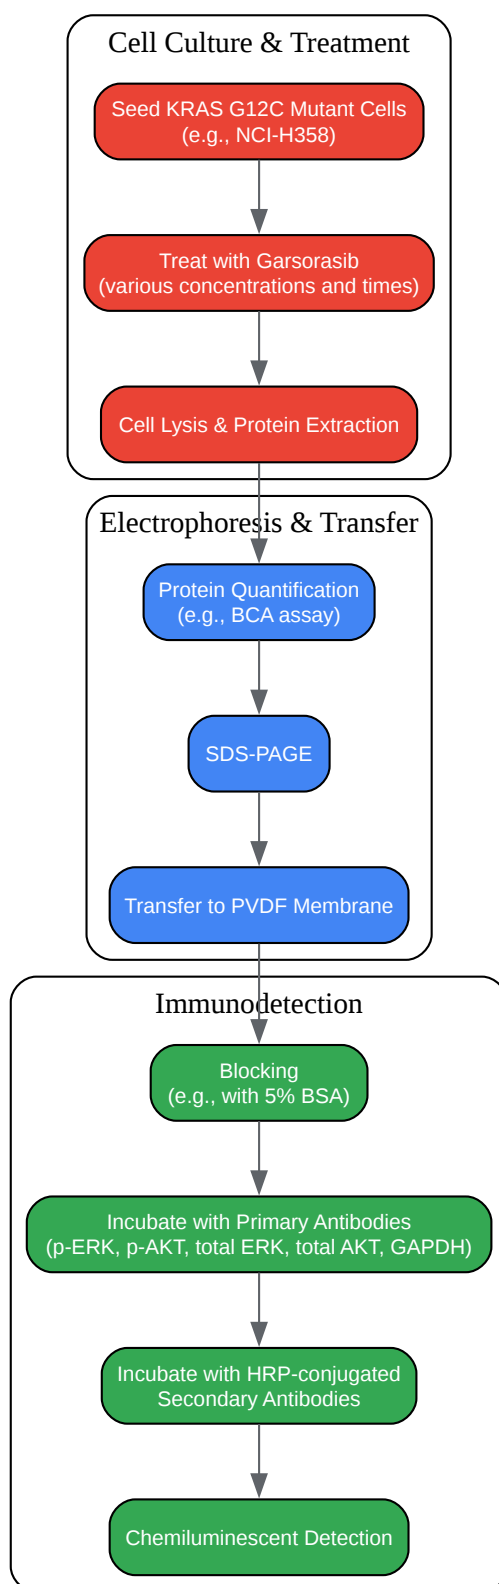 Cell Culture & Treatment
Seed KRAS G12C Mutant Cells
(e.g., NCI-H358)
Treat with Garsorasib
(various concentrations and times)
Cell Lysis & Protein Extraction
Electrophoresis & Transfer
Protein Quantification
(e.g., BCA assay)
SDS-PAGE
Transfer to PVDF Membrane
Immunodetection
Blocking
(e.g., with 5% BSA)
Incubate with Primary Antibodies
(p-ERK, p-AKT, total ERK, total AKT, GAPDH)
Incubate with HRP-conjugated
Secondary Antibodies
Chemiluminescent Detection